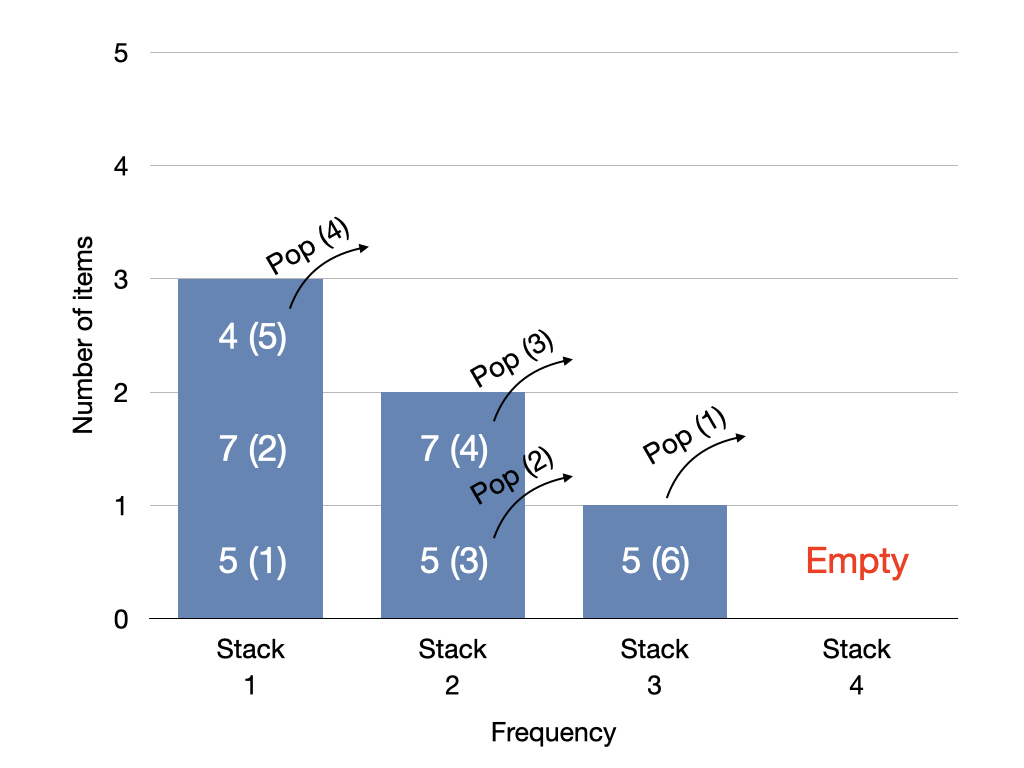 5
4
3
2
1
0
Number of items
Pop (4)
4 (5)
7 (2)
5 (1)
Pop (3)
7 (4)
Pop (2)
5 (3)
Pop (1)
5 (6)
Empty
Stack
1
Stack
2
Stack
3
Stack
4
Frequency